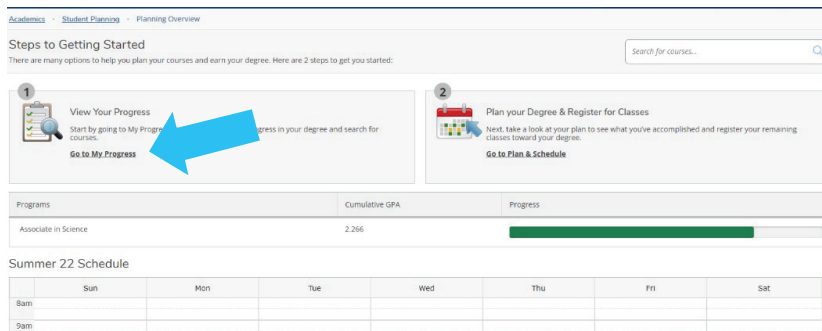 Academics · Student Planning · Planning Overview
Steps to Getting Started
There are many options to help you plan your courses and earn your degree. Here are 2 steps to get you started:
Search for courses...
1
View Your Progress
Start by going to My Progre gress in your degree and search for
courses.
Go to My Progress
2
Plan your Degree & Register for Classes
Next, take a look at your plan to see what you've accomplished and register your remaining
classes toward your degree.
Go to Plan & Schedule
Programs Cumulative GPA Progress
Associate in Science 2.266
Summer 22 Schedule
Sun Mon Tue Wed Thu Fri Sat
8am
9am